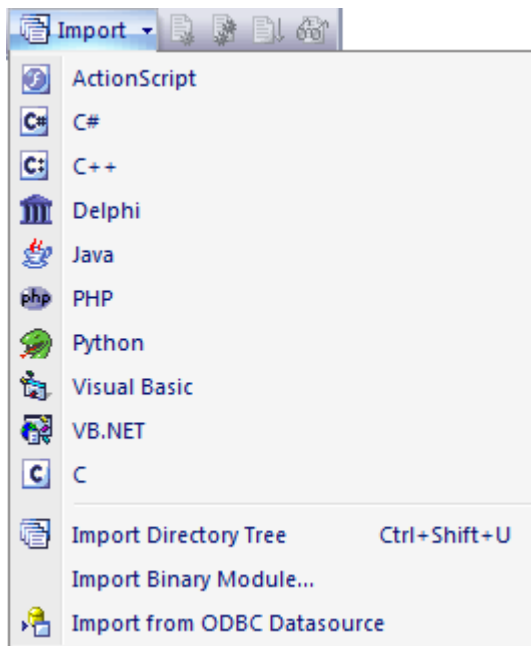 Import
ActionScript
C# C#
C++
Delphi
Java
php PHP
Python
Visual Basic
VB.NET
C C
Import Directory Tree Ctrl+Shift+U
Import Binary Module...
Import from ODBC Datasource